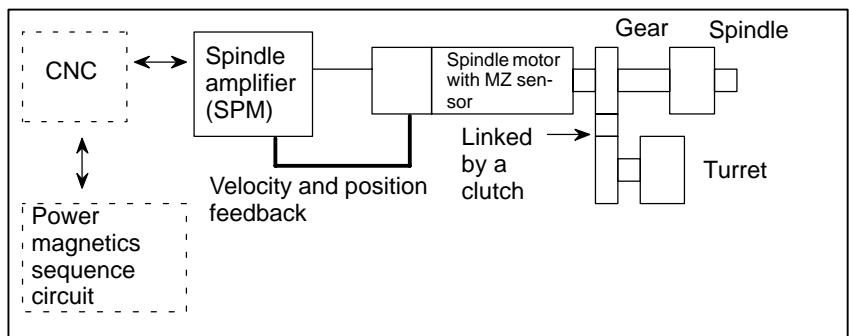 CNC
Spindle
amplifier
(SPM)
Spindle motor
with MZ sen-
sor
Gear
Spindle
Linked
by a
clutch
Turret
Velocity and position
feedback
Power
magnetics
sequence
circuit